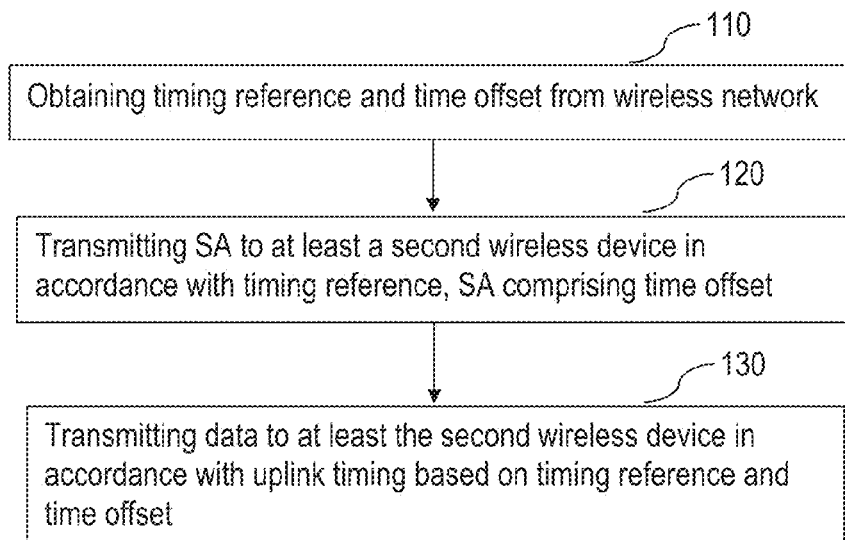 110
Obtaining timing reference and time offset from wireless network
120
Transmitting SA to at least a second wireless device in
accordance with timing reference, SA comprising time offset
130
Transmitting data to at least the second wireless device in
accordance with uplink timing based on timing reference and
time offset